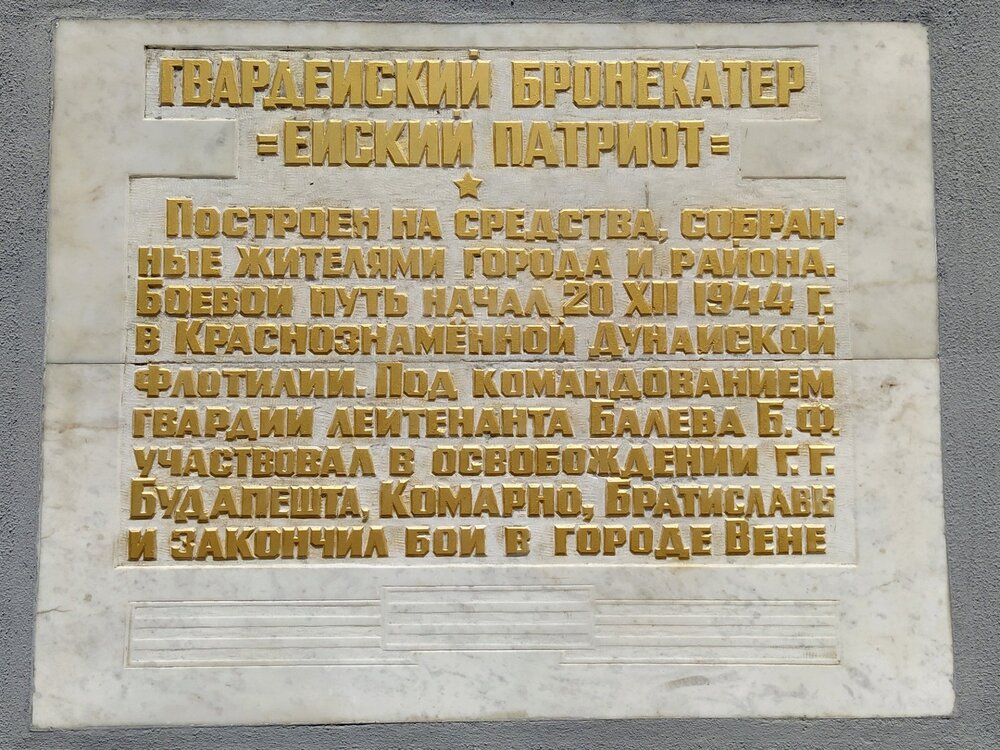 ГВАРДЕЙСКИЙ БРОНЕКАТЕР
=ЕЙСКИЙ ПАТРИОТ=
Построен на средства, собран-
ные жителями города и района.
Боевой путь начал 20 XII 1944 г.
в Краснознамённой Дунайской
флотилии. Под командованием
гвардии лейтенанта Балева Б.Ф.
участвовал в освобождении г.г.
Будапешта, Комарно, Братиславы
и закончил бои в городе Вене